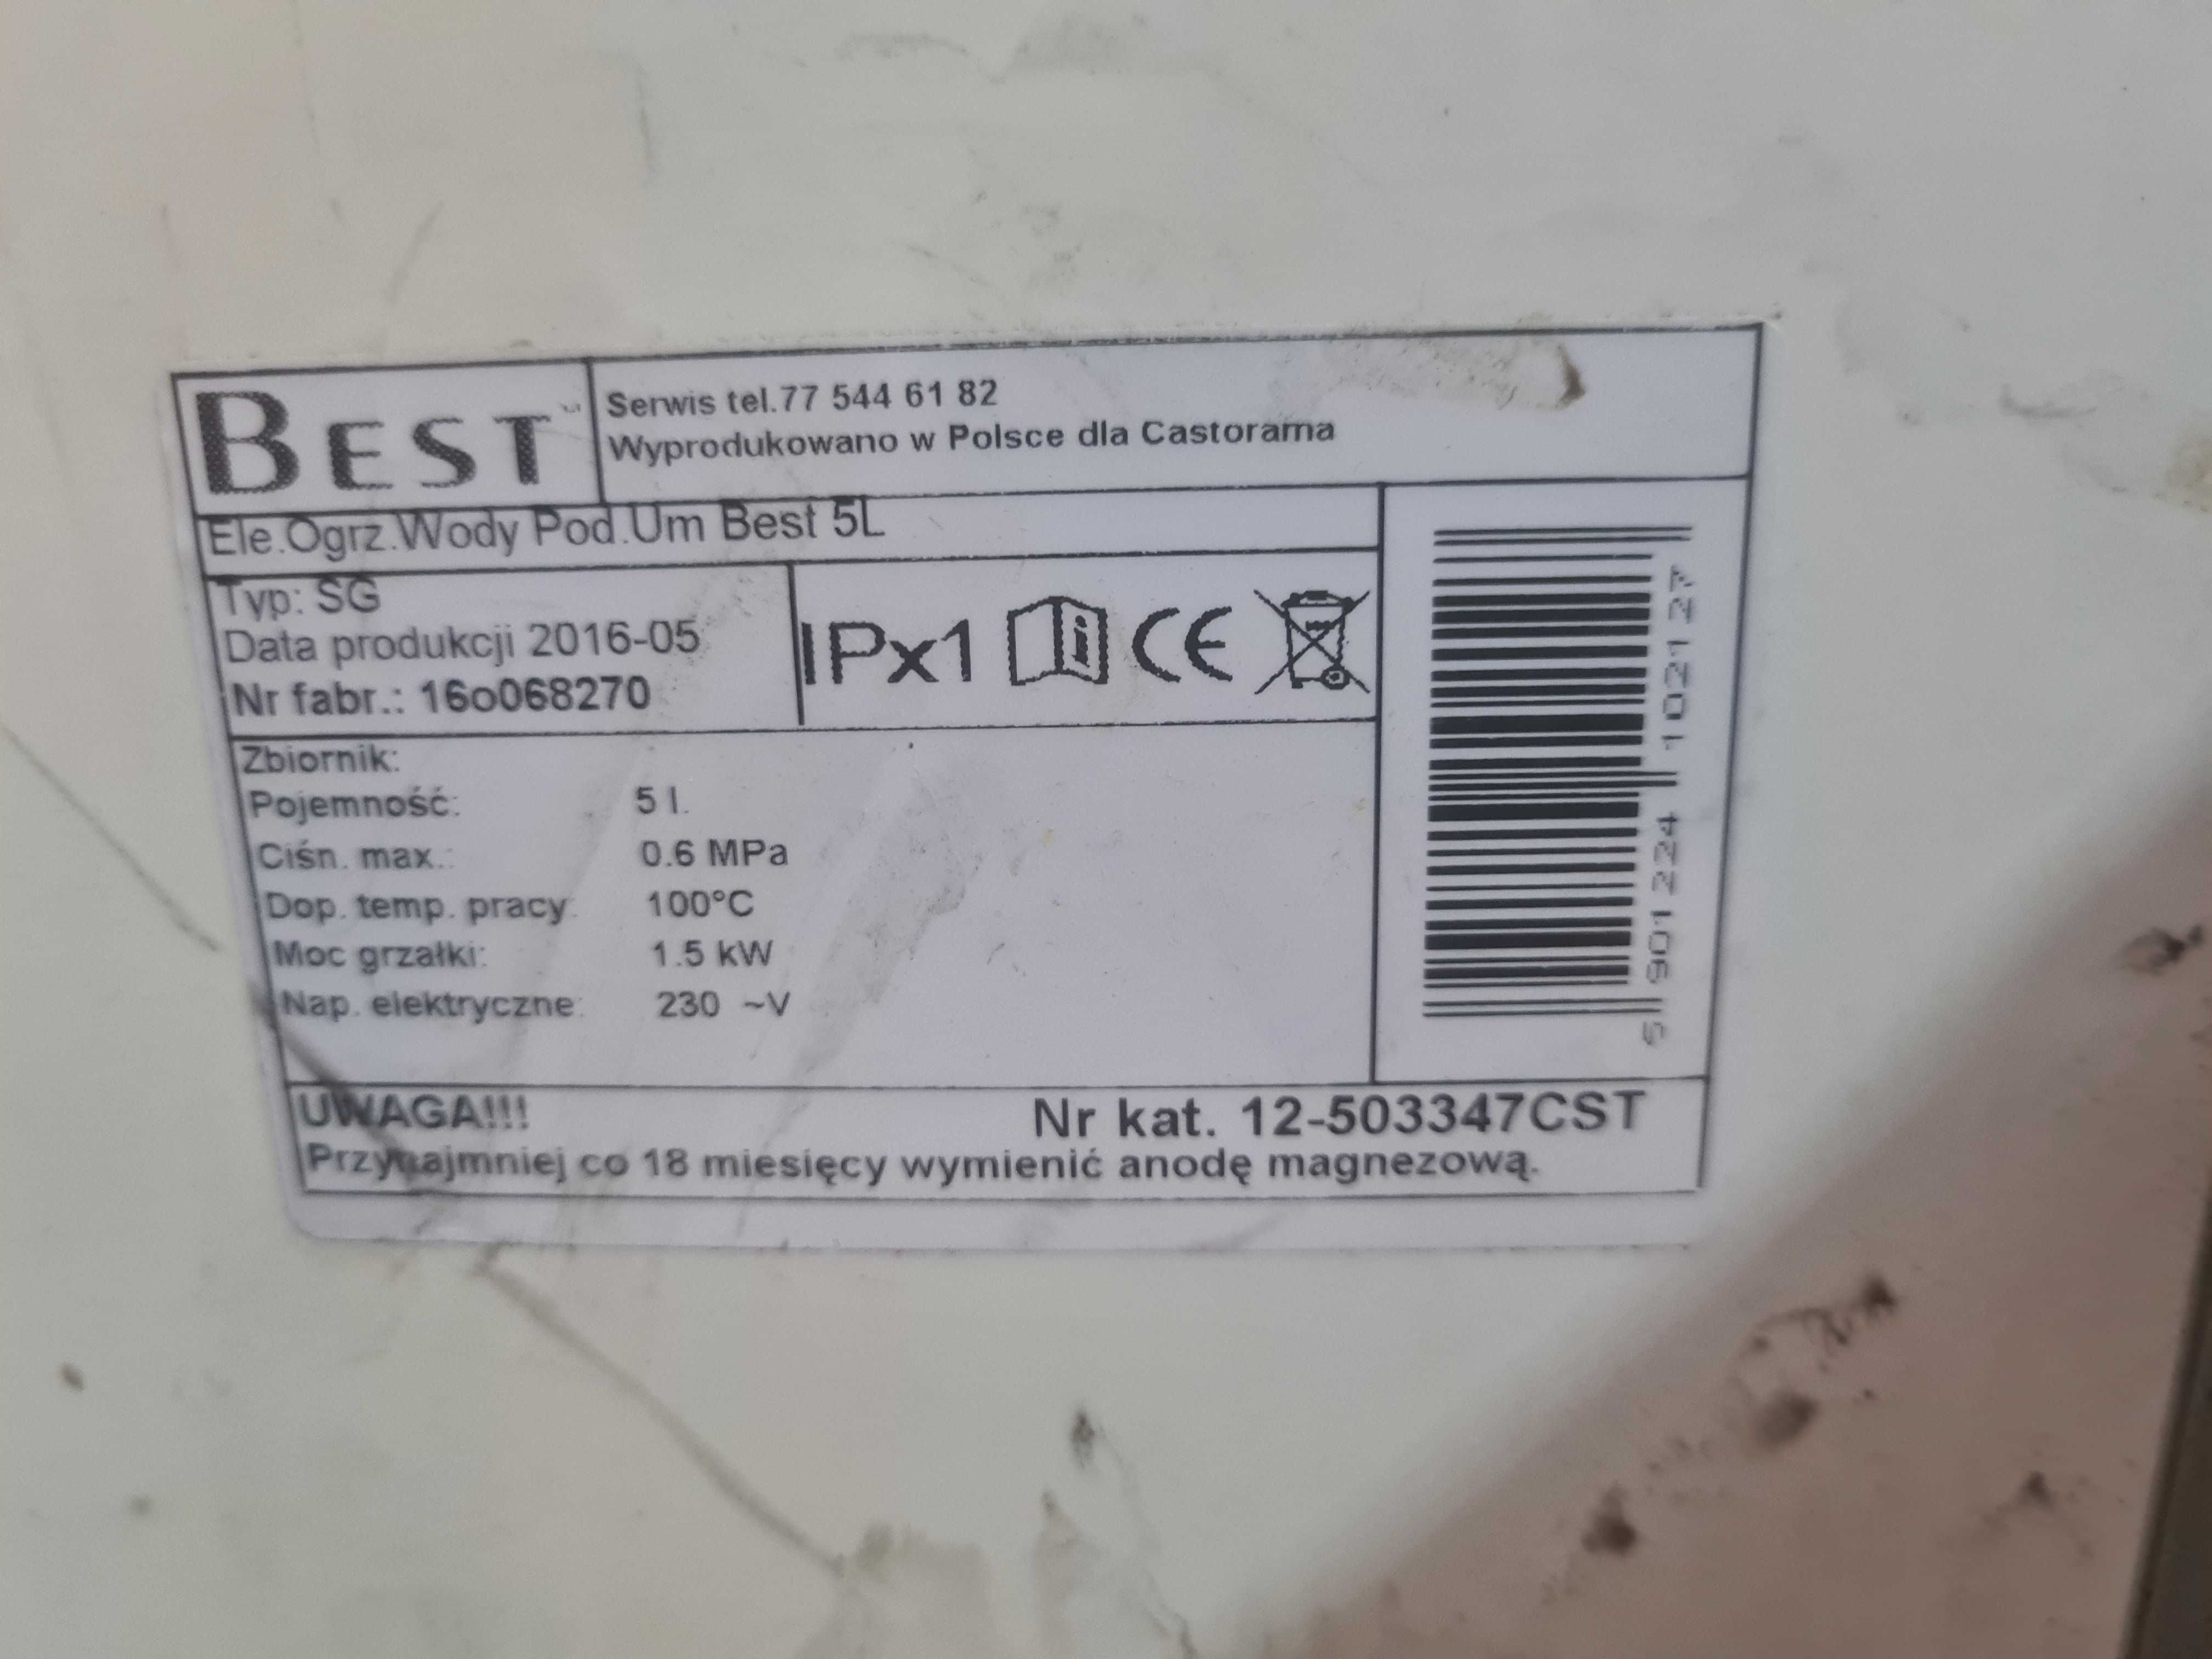 BEST
Serwis tel.77 544 61 82
Wyprodukowano w Polsce dla Castorama
Ele.Ogrz.Wody Pod.Um Best 5L
Typ: SG
Data produkcji 2016-05
Nr fabr.: 16o068270
IPx1 i CE
Zbiornik:
Pojemność: 5 l.
Ciśn. max.: 0.6 MPa
Dop. temp. pracy: 100°C
Moc grzałki: 1.5 kW
Nap. elektryczne: 230 ~V
5 901224 102127
UWAGA!!! Nr kat. 12-503347CST
Przynajmniej co 18 miesięcy wymienić anodę magnezową.